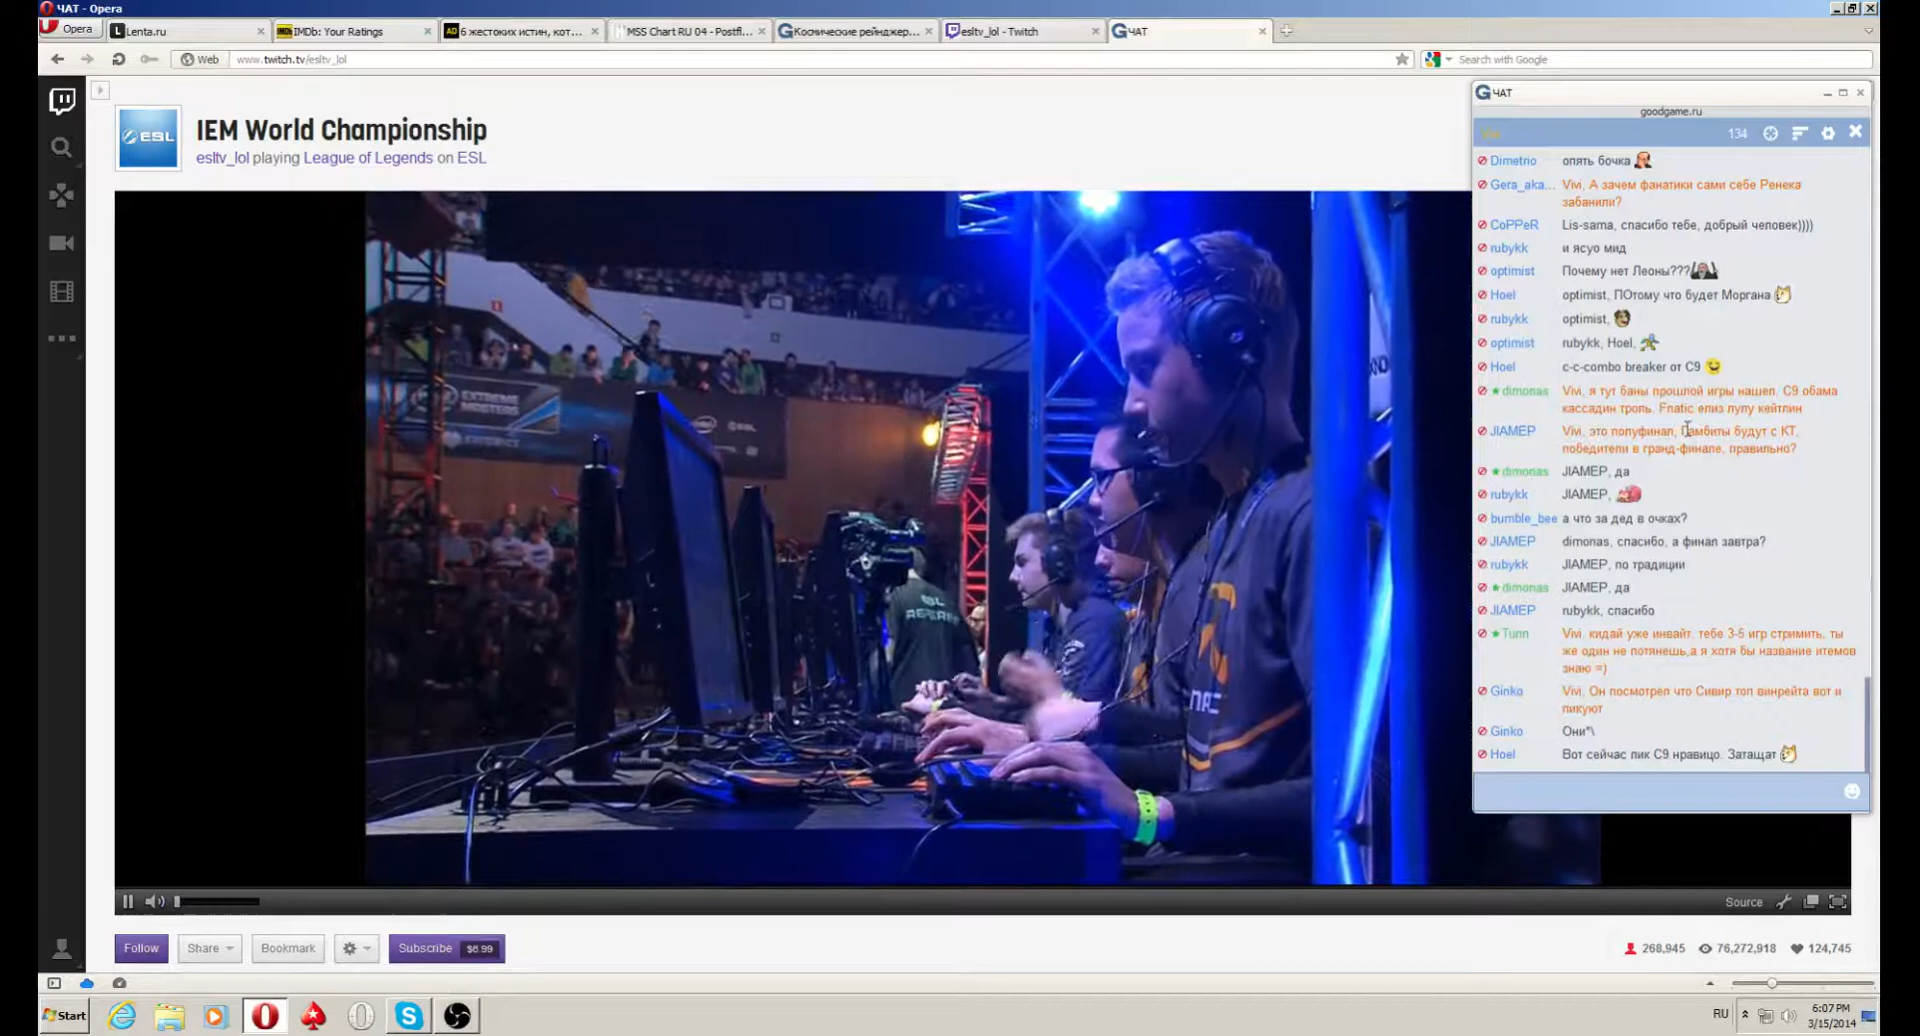 ЧАТ - Opera
Opera
Lenta.ru
IMDb: Your Ratings
6 жестоких истин, кот...
MSS Chart RU 04 - Postfl...
Космические рейнджер...
esltv_lol - Twitch
ЧАТ
Web
www.twitch.tv/esltv_lol
Search with Google
ESL
IEM World Championship
esltv_lol playing League of Legends on ESL
ЧАТ
goodgame.ru
134
Dimetrio опять бочка
Gera_aka... Vivi, А зачем фанатики сами себе Ренека
забанили?
CoPPeR Lis-sama, спасибо тебе, добрый человек))))
rubykk и ясуо мид
optimist Почему нет Леоны???
Hoel optimist, ПОтому что будет Моргана
rubykk optimist,
optimist rubykk, Hoel,
Hoel c-c-combo breaker от C9
dimonas Vivi, я тут баны прошлой игры нашел. C9 обама
кассадин троль. Fnatic елиз лулу кейтлин
JIAMEP Vivi, это полуфинал, Гамбиты будут с КТ,
победители в гранд-финале, правильно?
dimonas JIAMEP, да
rubykk JIAMEP,
bumble_bee а что за дед в очках?
JIAMEP dimonas, спасибо, а финал завтра?
rubykk JIAMEP, по традиции
dimonas JIAMEP, да
JIAMEP rubykk, спасибо
Tunn Vivi, кидай уже инвайт, тебе 3-5 игр стримить, ты
же один не потянешь,а я хотя бы название итемов
знаю =)
Ginko Vivi, Он посмотрел что Сивир топ винрейта вот и
пикуют
Ginko Они*\
Hoel Вот сейчас пик C9 нравицо. Затащат
EXTREME
MASTERS
intel
ESL
REFEREE
Source
Follow
Share
Bookmark
Subscribe $6.99
268,945
76,272,918
124,745
Start
RU
6:07 PM
3/15/2014